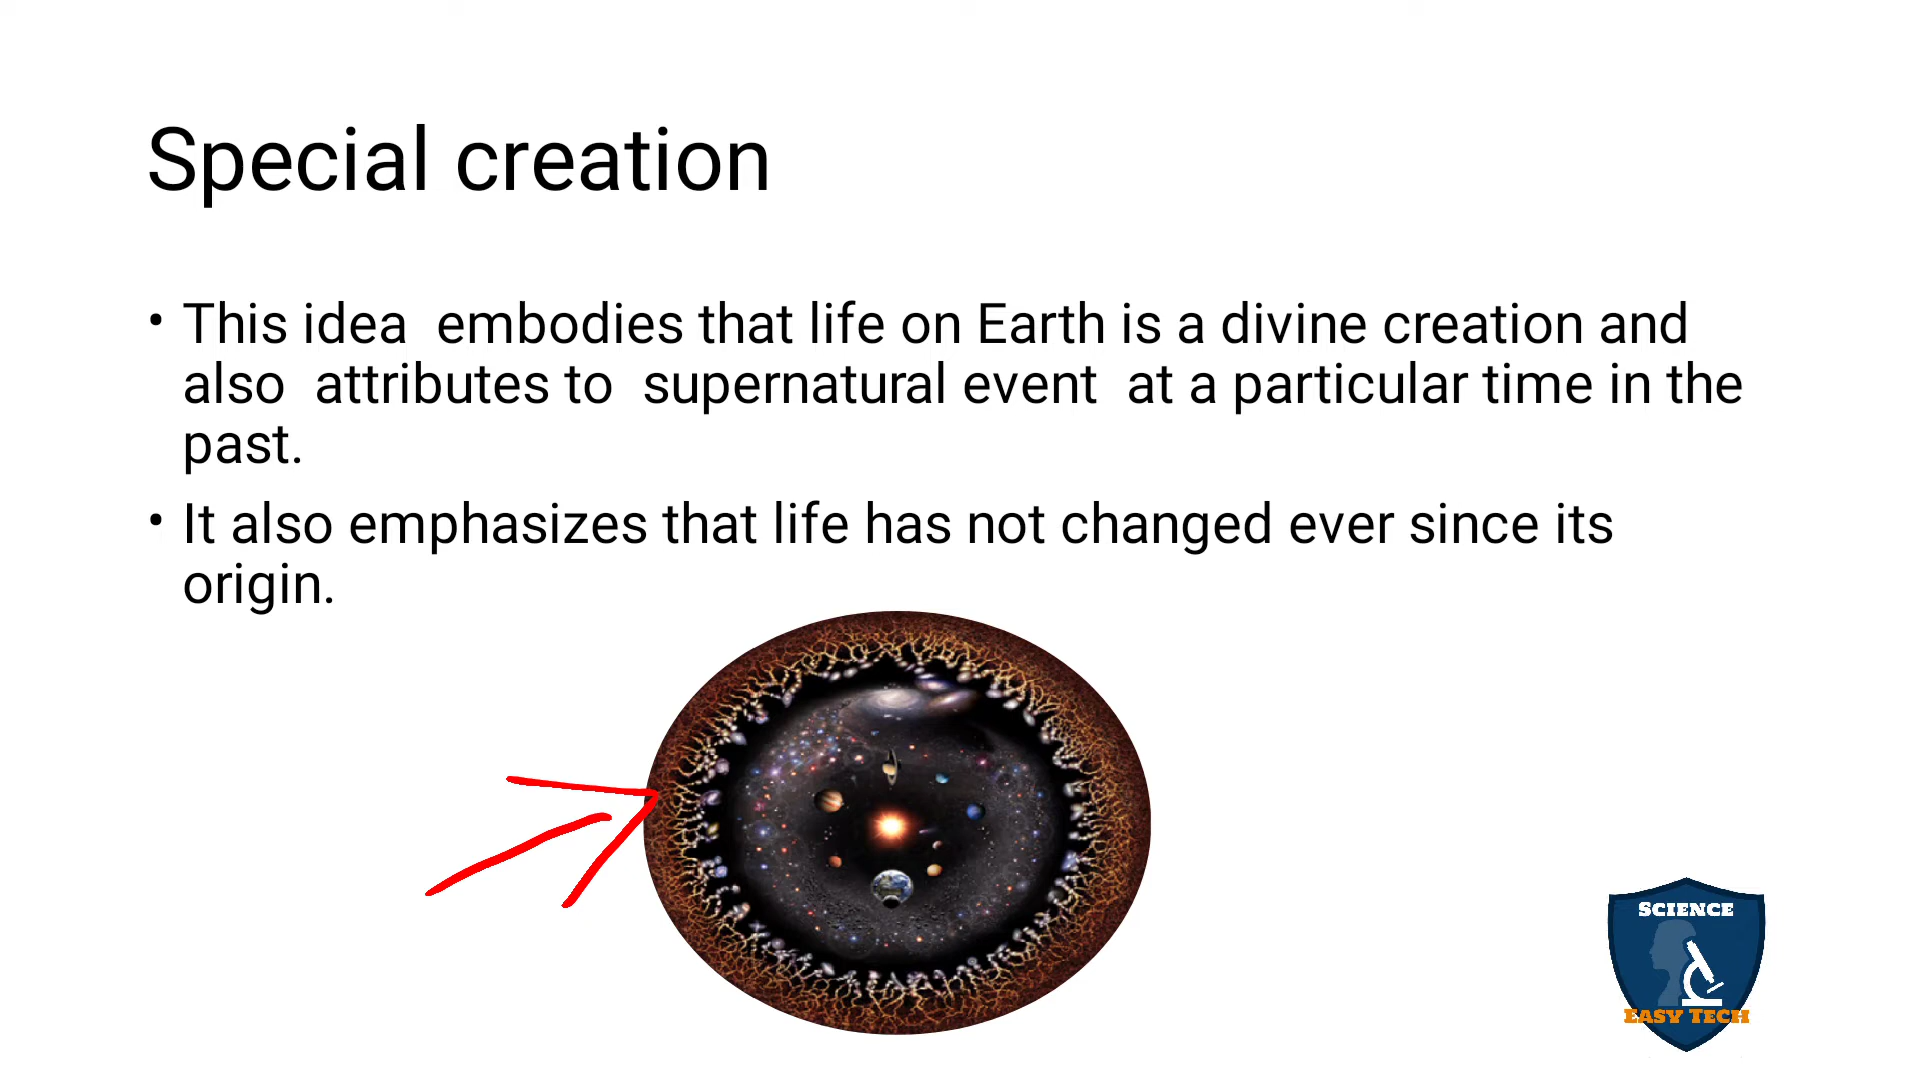 Special creation
• This idea  embodies that life on Earth is a divine creation and
also  attributes to  supernatural event  at a particular time in the
past.
• It also emphasizes that life has not changed ever since its
origin.
SCIENCE
EASY TECH